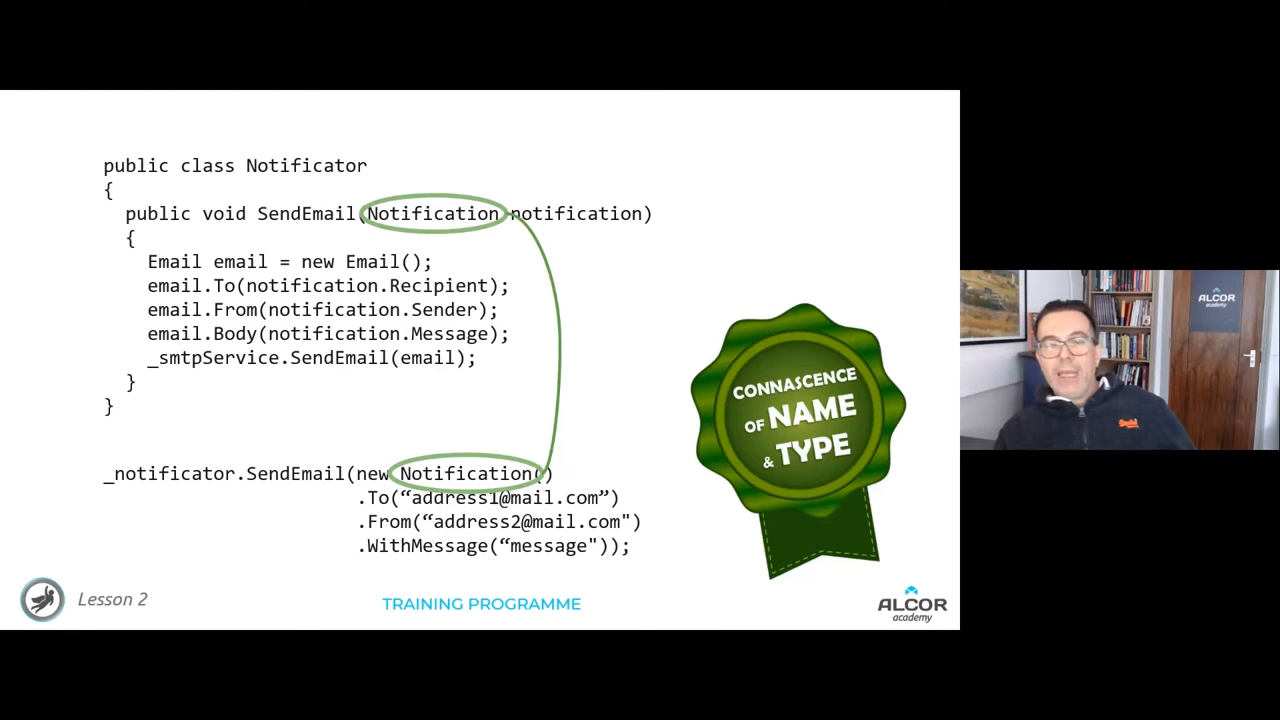 public class Notificator
{
public void SendEmail(Notification notification)
{
Email email = new Email();
email.To(notification.Recipient);
email.From(notification.Sender);
email.Body(notification.Message);
_smtpService.SendEmail(email);
}
}
_notificator.SendEmail(new Notification()
.To(“address1@mail.com”)
.From(“address2@mail.com")
.WithMessage(“message"));
CONNASCENCE
OF NAME
& TYPE
Lesson 2
TRAINING PROGRAMME
ALCOR
academy
ALCOR
academy